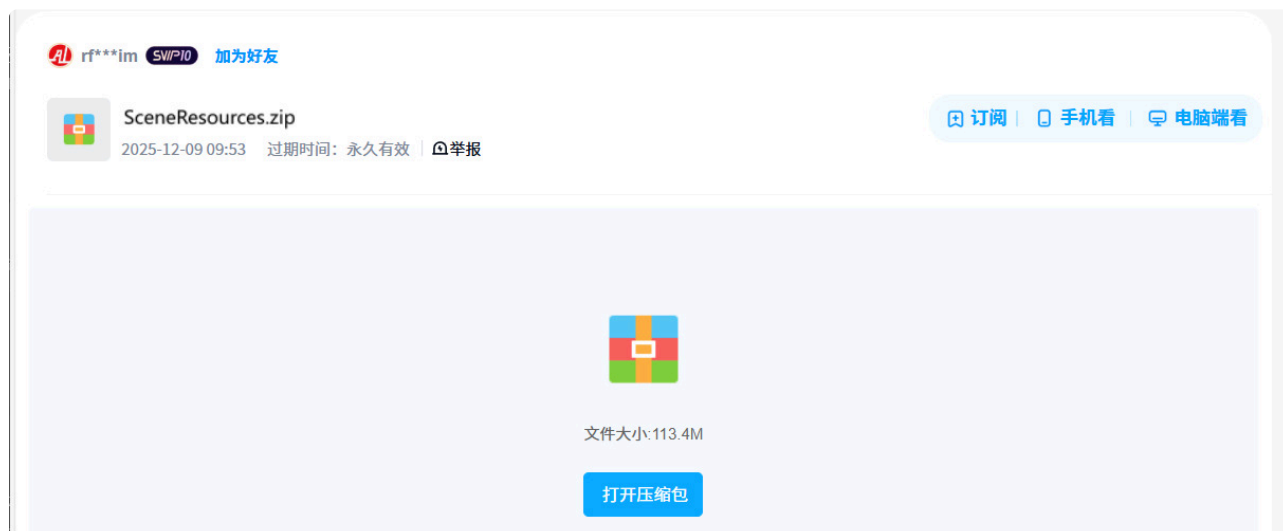 rf***im SVIP10 加为好友
SceneResources.zip
订阅 手机看 电脑端看
2025-12-09 09:53 过期时间：永久有效 举报
文件大小:113.4M
打开压缩包